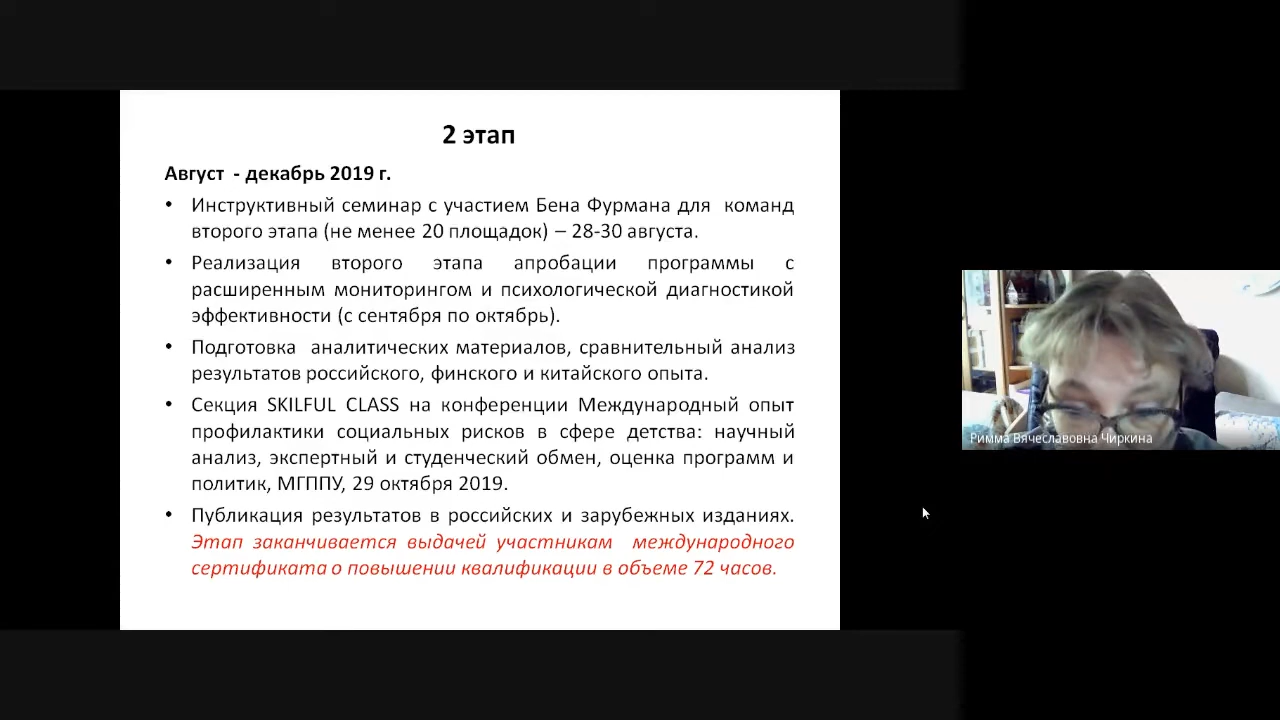 2 этап
Август - декабрь 2019 г.
• Инструктивный семинар с участием Бена Фурмана для команд
второго этапа (не менее 20 площадок) – 28-30 августа.
• Реализация второго этапа апробации программы с
расширенным мониторингом и психологической диагностикой
эффективности (с сентября по октябрь).
• Подготовка аналитических материалов, сравнительный анализ
результатов российского, финского и китайского опыта.
• Секция SKILFUL CLASS на конференции Международный опыт
профилактики социальных рисков в сфере детства: научный
анализ, экспертный и студенческий обмен, оценка программ и
политик, МГППУ, 29 октября 2019.
• Публикация результатов в российских и зарубежных изданиях.
Этап заканчивается выдачей участникам международного
сертификата о повышении квалификации в объеме 72 часов.
Римма Вячеславовна Чиркина